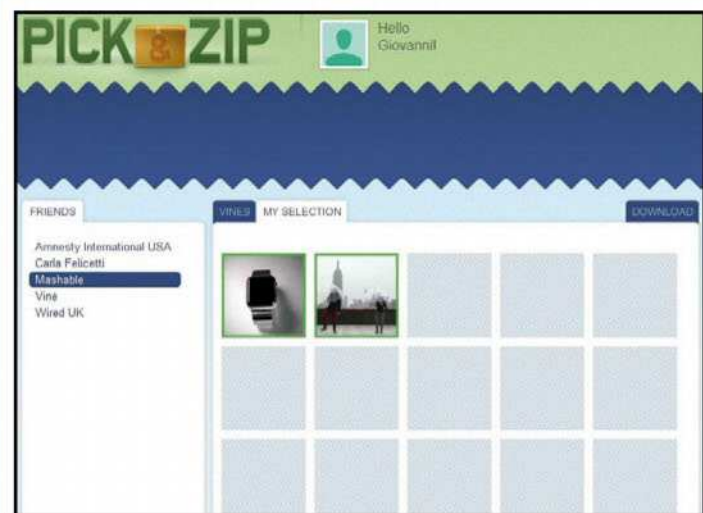 PICK & ZIP
Hello
Giovanni!
FRIENDS
Amnesty International USA
Carla Felicetti
Mashable
Vine
Wired UK
VINES
MY SELECTION
DOWNLOAD